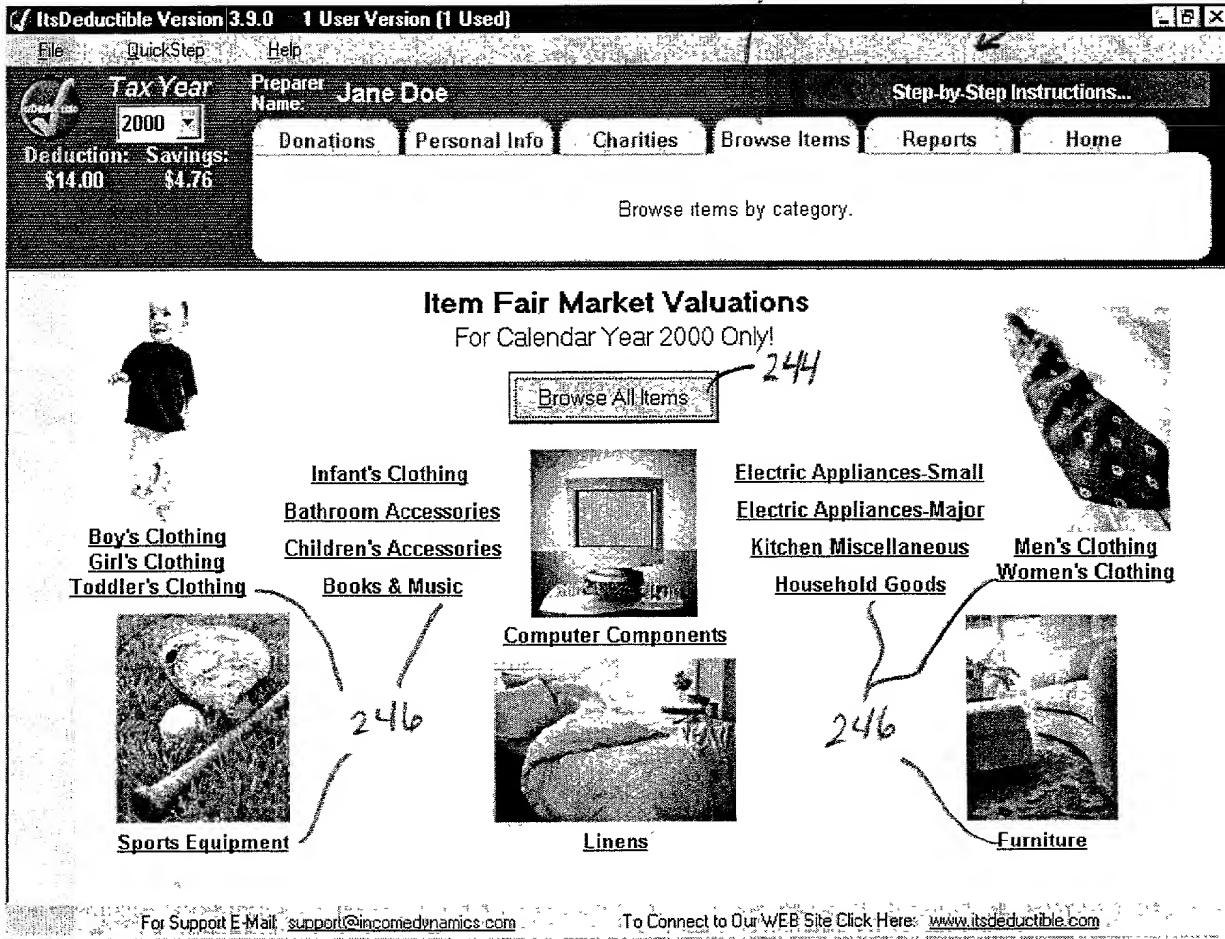 ItsDeductible Version 3.9.0 1 User Version (1 Used)
File QuickStep Help
Tax Year
2000
Deduction: Savings:
$14.00 $4.76
Preparer Name: Jane Doe
Step-by-Step Instructions...
Donations Personal Info Charities Browse Items Reports Home
Browse items by category.
Item Fair Market Valuations
For Calendar Year 2000 Only!
Browse All Items
244
Boy's Clothing
Girl's Clothing
Toddler's Clothing
Infant's Clothing
Bathroom Accessories
Children's Accessories
Books & Music
Computer Components
Electric Appliances-Small
Electric Appliances-Major
Kitchen Miscellaneous
Household Goods
Men's Clothing
Women's Clothing
246
246
Sports Equipment
Linens
Furniture
For Support E-Mail: support@incomedynamics.com To Connect to Our WEB Site Click Here: www.itsdeductible.com